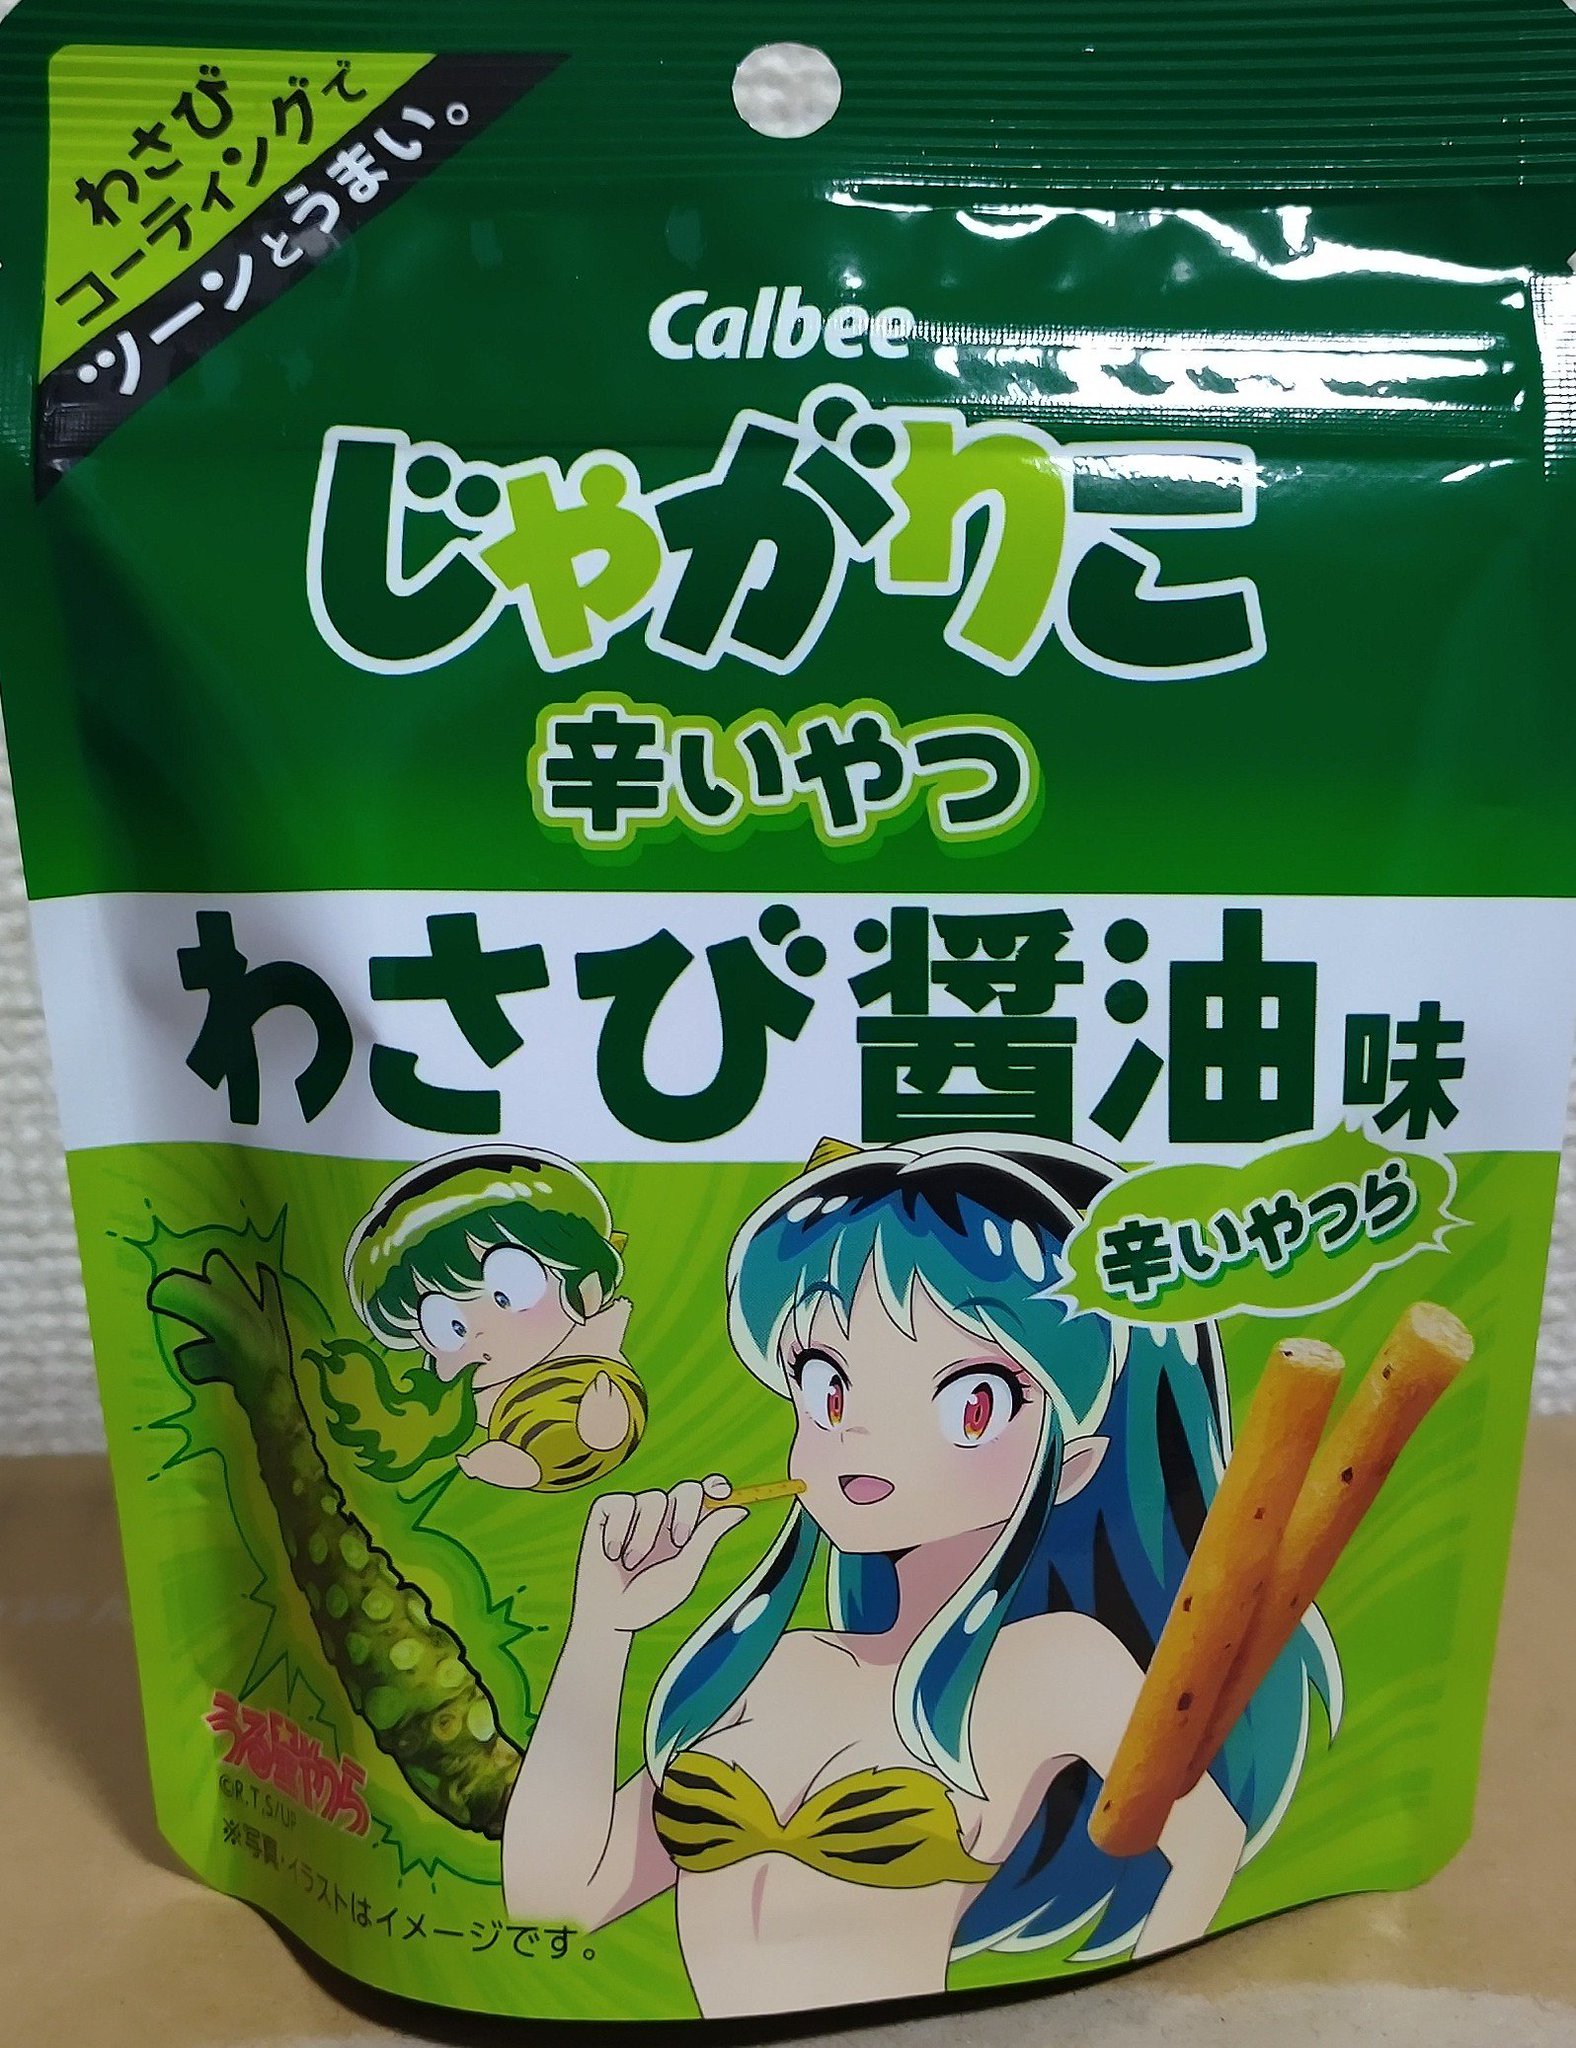 わさび
コーティングで
ツーンとうまい。
Calbee
じゃがりこ
辛いやつ
わさび醤油味
辛いやつら
うる星やつら
©R,T,S/UP
※写真・イラストはイメージです。